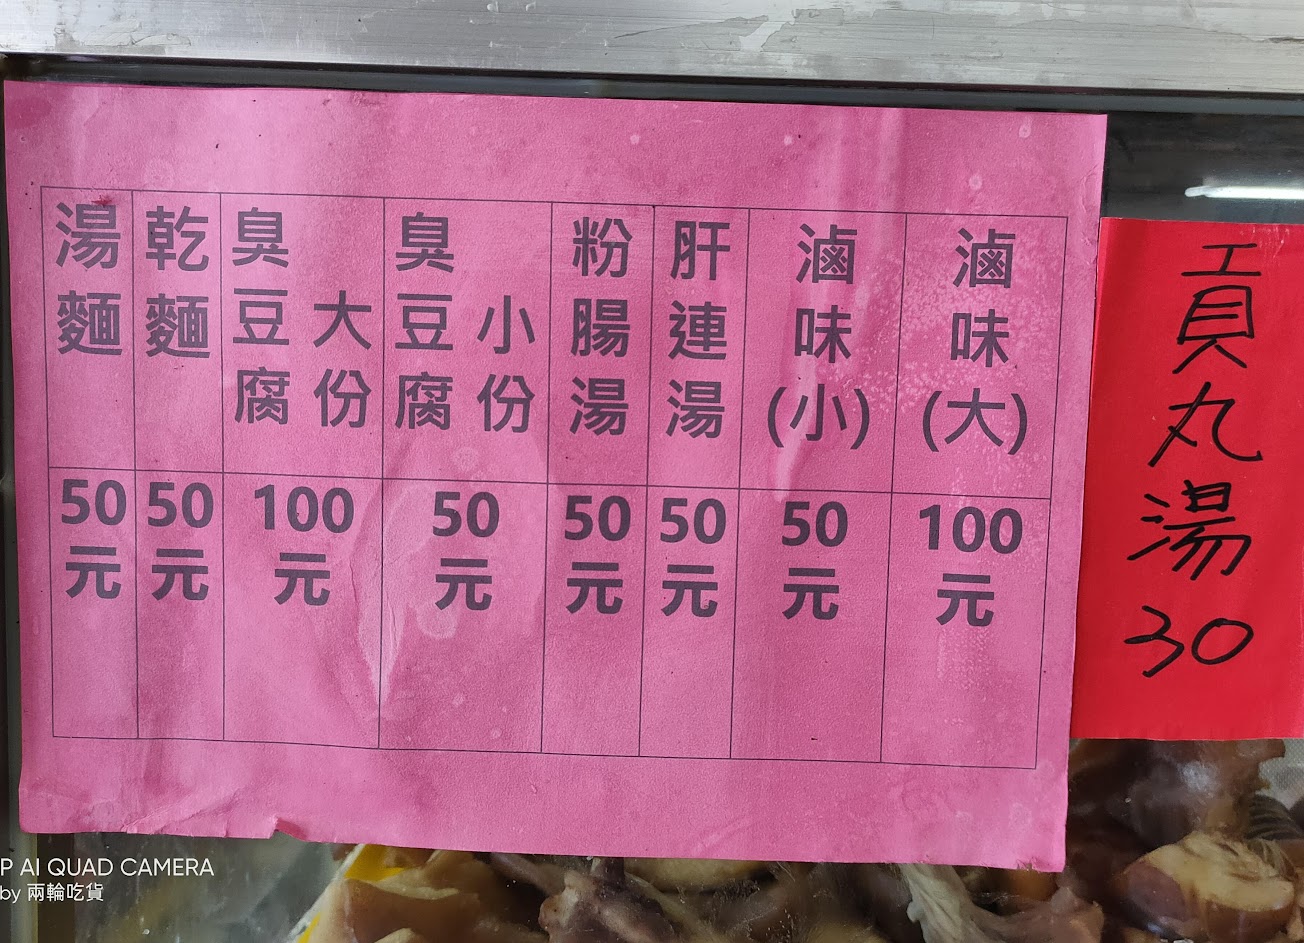 湯麵
50元
乾麵
50元
臭豆腐
大份
100元
臭豆腐
小份
50元
粉腸湯
50元
肝連湯
50元
滷味(小)
50元
滷味(大)
100元
貢丸湯30
P AI QUAD CAMERA
by 兩輪吃貨